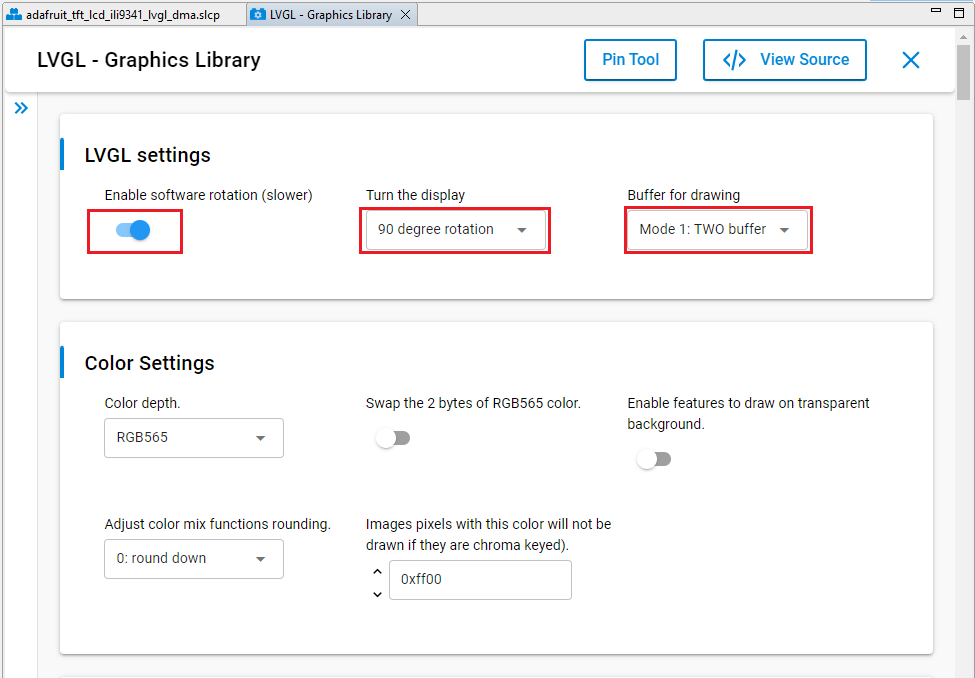 adafruit_tft_lcd_ili9341_lvgl_dma.slcp
LVGL - Graphics Library
LVGL - Graphics Library
Pin Tool
</> View Source
LVGL settings
Enable software rotation (slower)
Turn the display
Buffer for drawing
90 degree rotation
Mode 1: TWO buffer
Color Settings
Color depth.
Swap the 2 bytes of RGB565 color.
Enable features to draw on transparent
background.
RGB565
Adjust color mix functions rounding.
Images pixels with this color will not be
drawn if they are chroma keyed).
0: round down
0xff00